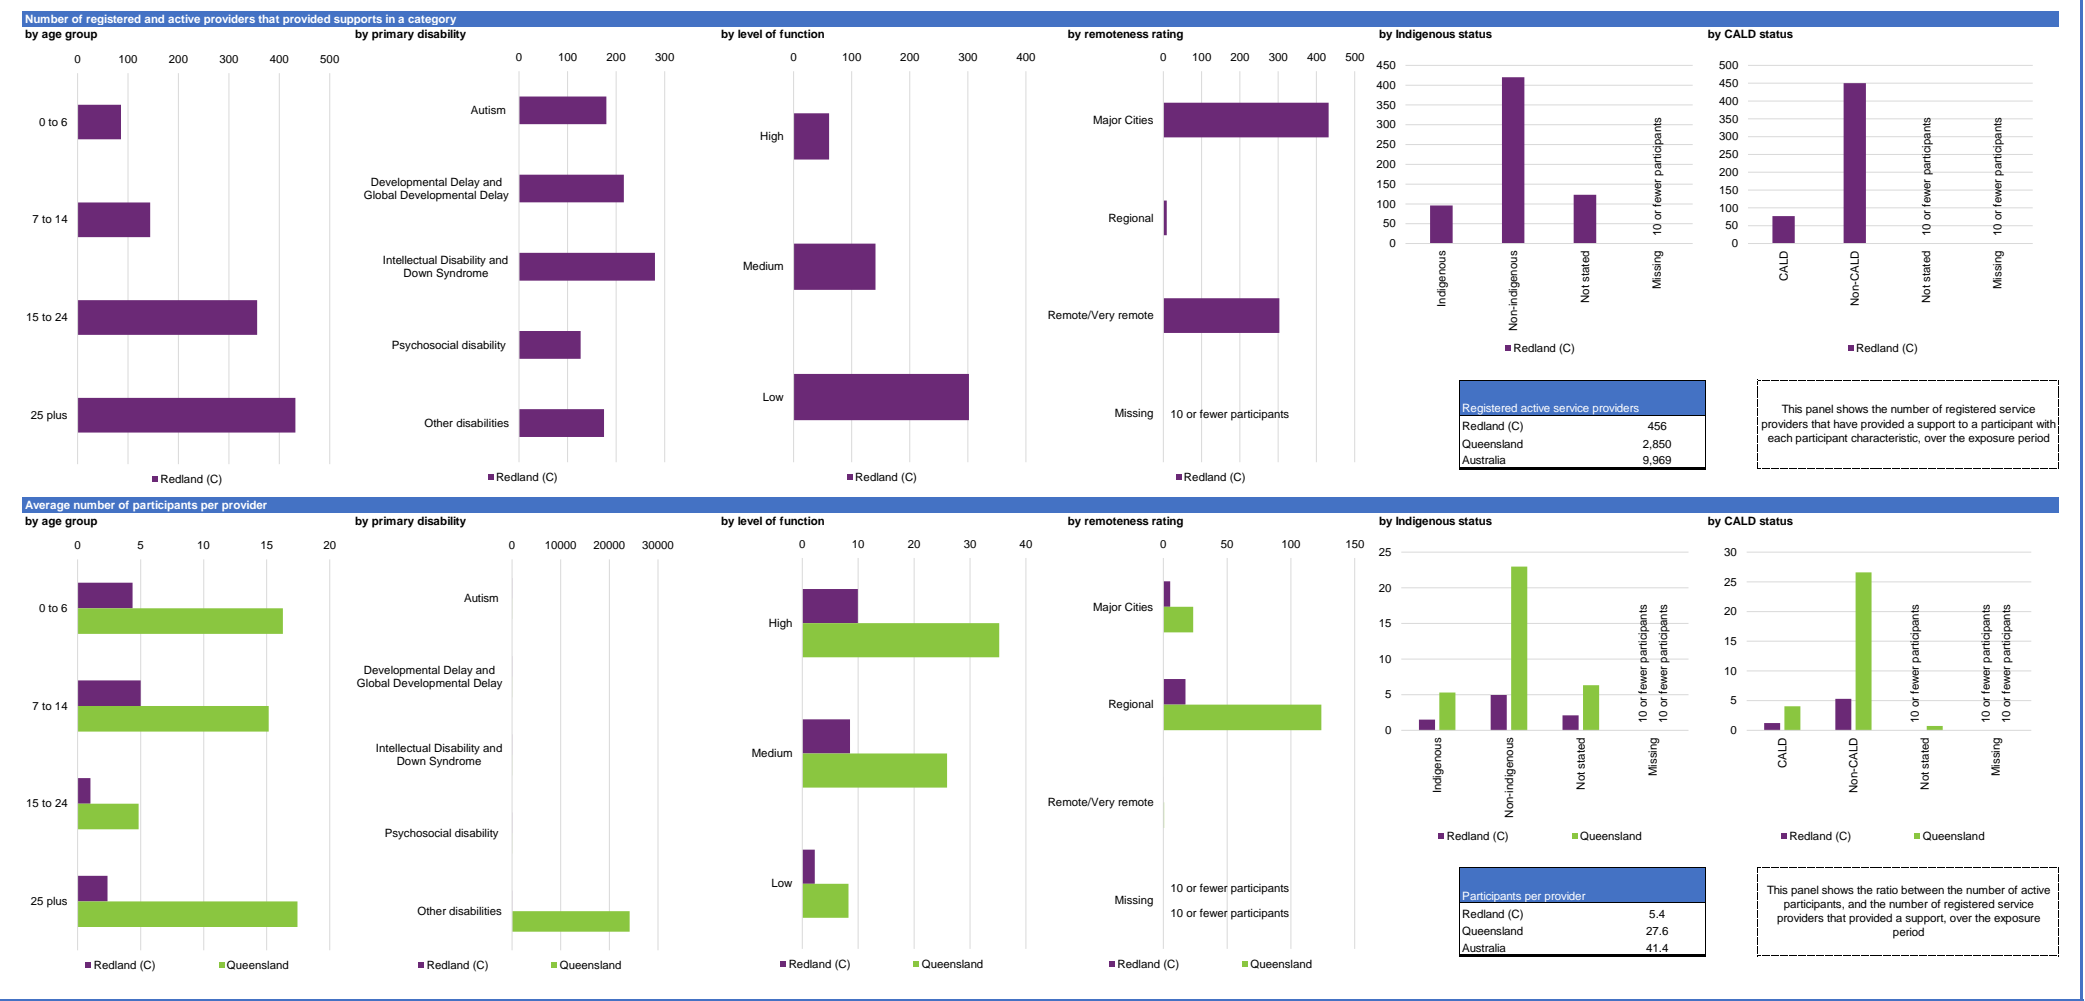 Number of registered and active providers that provided supports in a category
by age group
0 100 200 300 400 500
0 to 6
7 to 14
15 to 24
25 plus
Redland (C)
by primary disability
0 100 200 300
Autism
Developmental Delay and
Global Developmental Delay
Intellectual Disability and
Down Syndrome
Psychosocial disability
Other disabilities
Redland (C)
by level of function
0 100 200 300 400
High
Medium
Low
Redland (C)
by remoteness rating
0 100 200 300 400 500
Major Cities
Regional
Remote/Very remote
Missing
10 or fewer participants
Redland (C)
by Indigenous status
450
400
350
300
250
200
150
100
50
0
10 or fewer participants
Indigenous
Non-indigenous
Not stated
Missing
Redland (C)
by CALD status
500
450
400
350
300
250
200
150
100
50
0
10 or fewer participants
10 or fewer participants
CALD
Non-CALD
Not stated
Missing
Redland (C)
Registered active service providers
Redland (C) 456
Queensland 2,850
Australia 9,969
This panel shows the number of registered service
providers that have provided a support to a participant with
each participant characteristic, over the exposure period
Average number of participants per provider
by age group
0 5 10 15 20
0 to 6
7 to 14
15 to 24
25 plus
Redland (C) Queensland
by primary disability
0 10000 20000 30000
Autism
Developmental Delay and
Global Developmental Delay
Intellectual Disability and
Down Syndrome
Psychosocial disability
Other disabilities
Redland (C) Queensland
by level of function
0 10 20 30 40
High
Medium
Low
Redland (C) Queensland
by remoteness rating
0 50 100 150
Major Cities
Regional
Remote/Very remote
Missing
10 or fewer participants
10 or fewer participants
Redland (C) Queensland
by Indigenous status
25
20
15
10
5
0
10 or fewer participants
10 or fewer participants
Indigenous
Non-indigenous
Not stated
Missing
Redland (C) Queensland
by CALD status
30
25
20
15
10
5
0
10 or fewer participants
10 or fewer participants
10 or fewer participants
CALD
Non-CALD
Not stated
Missing
Redland (C) Queensland
Participants per provider
Redland (C) 5.4
Queensland 27.6
Australia 41.4
This panel shows the ratio between the number of active
participants, and the number of registered service
providers that provided a support, over the exposure
period